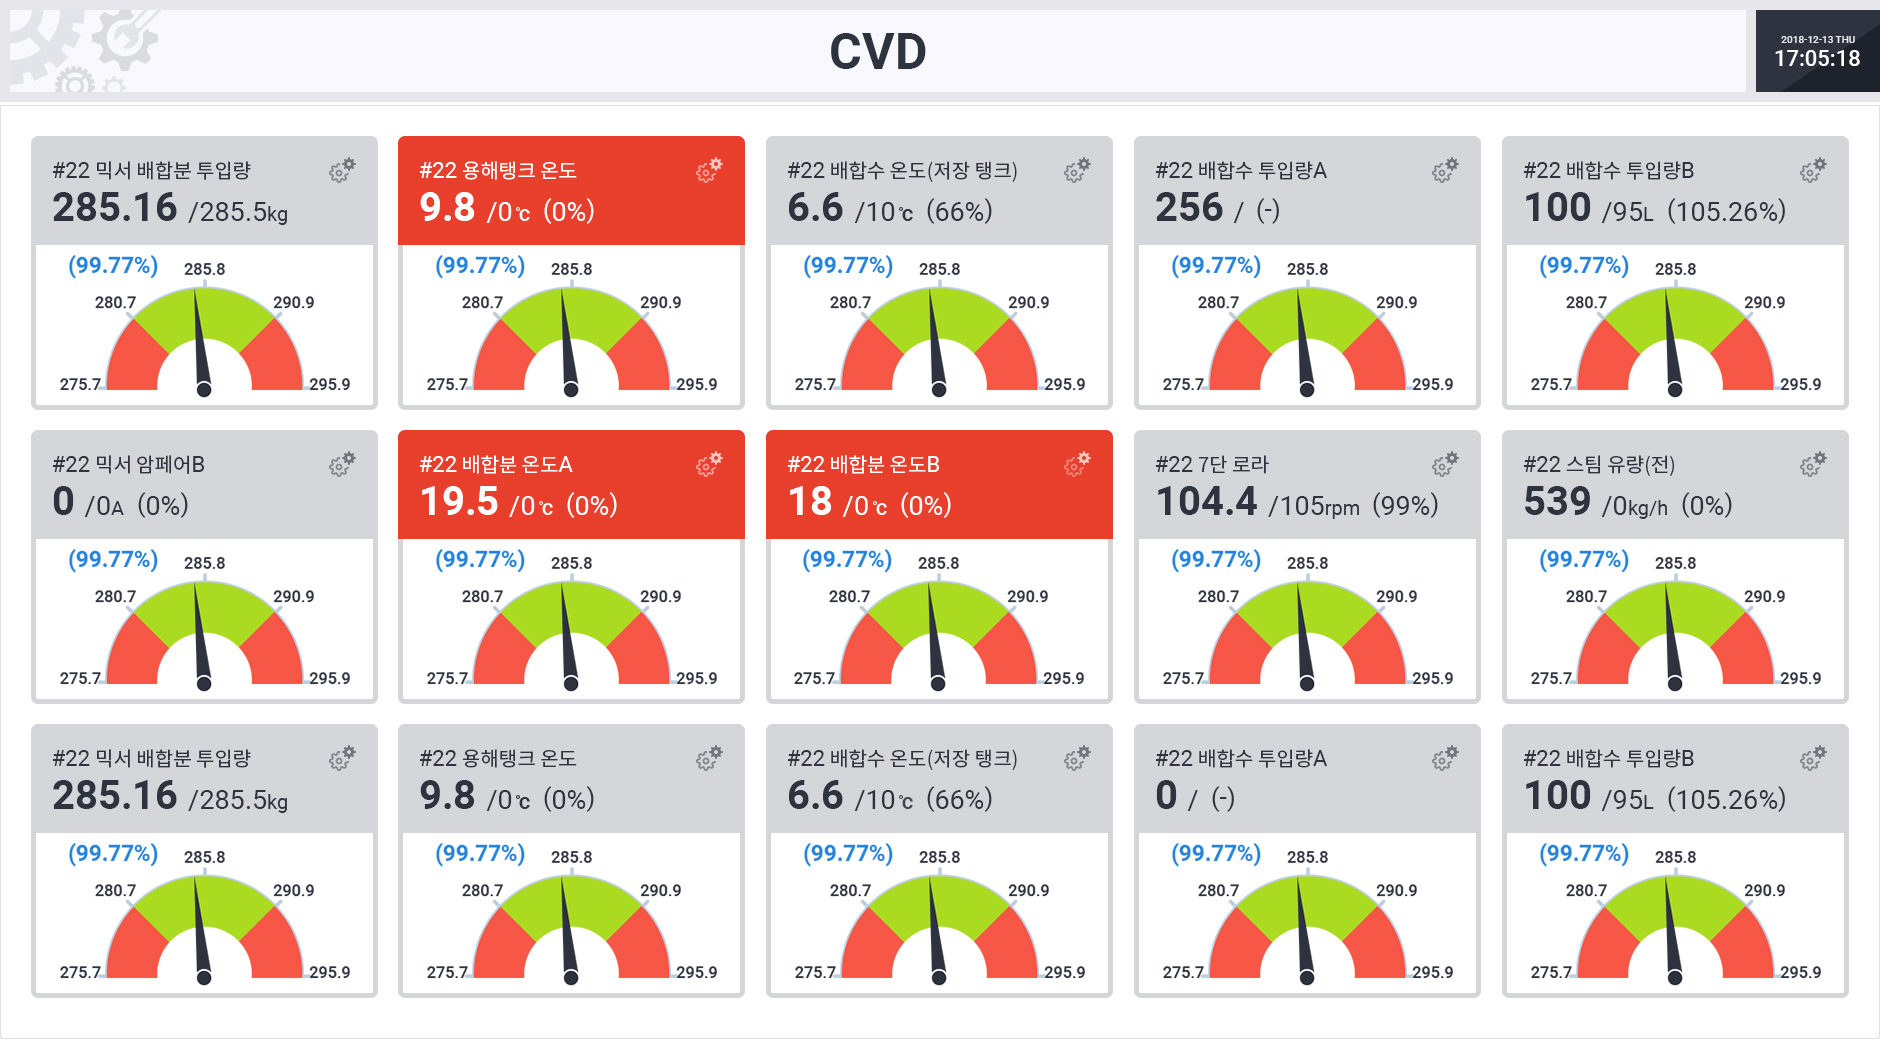 CVD
2018-12-13 THU
17:05:18
#22 믹서 배합분 투입량
285.16 /285.5kg
(99.77%)
285.8
280.7
290.9
275.7
295.9
#22 용해탱크 온도
9.8 /0℃ (0%)
(99.77%)
285.8
280.7
290.9
275.7
295.9
#22 배합수 온도(저장 탱크)
6.6 /10℃ (66%)
(99.77%)
285.8
280.7
290.9
275.7
295.9
#22 배합수 투입량A
256 / (-)
(99.77%)
285.8
280.7
290.9
275.7
295.9
#22 배합수 투입량B
100 /95L (105.26%)
(99.77%)
285.8
280.7
290.9
275.7
295.9
#22 믹서 암페어B
0 /0A (0%)
(99.77%)
285.8
280.7
290.9
275.7
295.9
#22 배합분 온도A
19.5 /0℃ (0%)
(99.77%)
285.8
280.7
290.9
275.7
295.9
#22 배합분 온도B
18 /0℃ (0%)
(99.77%)
285.8
280.7
290.9
275.7
295.9
#22 7단 로라
104.4 /105rpm (99%)
(99.77%)
285.8
280.7
290.9
275.7
295.9
#22 스팀 유량(전)
539 /0kg/h (0%)
(99.77%)
285.8
280.7
290.9
275.7
295.9
#22 믹서 배합분 투입량
285.16 /285.5kg
(99.77%)
285.8
280.7
290.9
275.7
295.9
#22 용해탱크 온도
9.8 /0℃ (0%)
(99.77%)
285.8
280.7
290.9
275.7
295.9
#22 배합수 온도(저장 탱크)
6.6 /10℃ (66%)
(99.77%)
285.8
280.7
290.9
275.7
295.9
#22 배합수 투입량A
0 / (-)
(99.77%)
285.8
280.7
290.9
275.7
295.9
#22 배합수 투입량B
100 /95L (105.26%)
(99.77%)
285.8
280.7
290.9
275.7
295.9